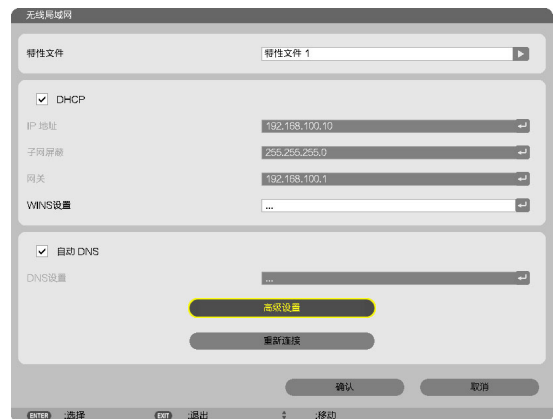 无线局域网
特性文件 特性文件 1
DHCP
IP 地址 192.168.100.10
子网屏蔽 255.255.255.0
网关 192.168.100.1
WINS设置 ...
自动 DNS
DNS设置 ...
高级设置
重新连接
确认 取消
ENTER :选择 EXIT :退出 :移动